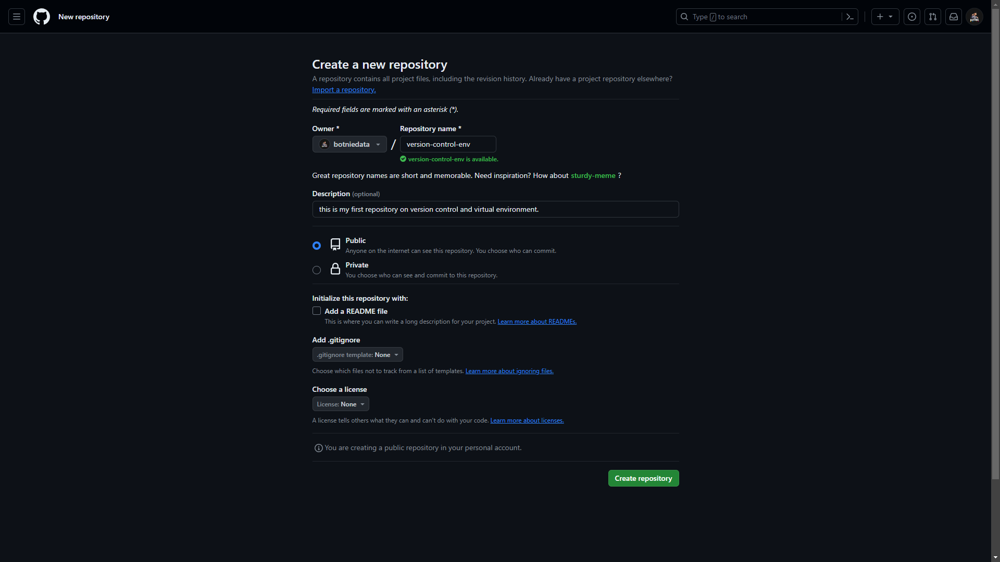 New repository
Type / to search
Create a new repository
A repository contains all project files, including the revision history. Already have a project repository elsewhere?
Import a repository.
Required fields are marked with an asterisk (*).
Owner *
Repository name *
botniedata
/
version-control-env
version-control-env is available.
Great repository names are short and memorable. Need inspiration? How about sturdy-meme ?
Description (optional)
this is my first repository on version control and virtual environment.
Public
Anyone on the internet can see this repository. You choose who can commit.
Private
You choose who can see and commit to this repository.
Initialize this repository with:
Add a README file
This is where you can write a long description for your project. Learn more about READMEs.
Add .gitignore
.gitignore template: None
Choose which files not to track from a list of templates. Learn more about ignoring files.
Choose a license
License: None
A license tells others what they can and can't do with your code. Learn more about licenses.
You are creating a public repository in your personal account.
Create repository